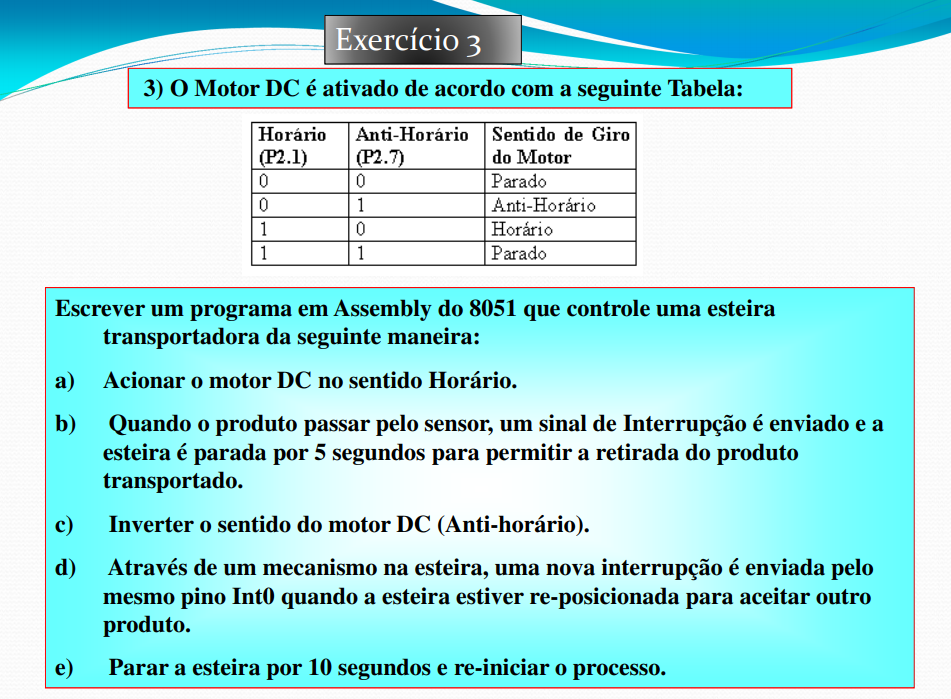 Exercício 3
3) O Motor DC é ativado de acordo com a seguinte Tabela:
Horário Anti-Horário Sentido de Giro
(P2.1) (P2.7) do Motor
0 0 Parado
0 1 Anti-Horário
1 0 Horário
1 1 Parado
Escrever um programa em Assembly do 8051 que controle uma esteira
transportadora da seguinte maneira:
a) Acionar o motor DC no sentido Horário.
b) Quando o produto passar pelo sensor, um sinal de Interrupção é enviado e a
esteira é parada por 5 segundos para permitir a retirada do produto
transportado.
c) Inverter o sentido do motor DC (Anti-horário).
d) Através de um mecanismo na esteira, uma nova interrupção é enviada pelo
mesmo pino Int0 quando a esteira estiver re-posicionada para aceitar outro
produto.
e) Parar a esteira por 10 segundos e re-iniciar o processo.